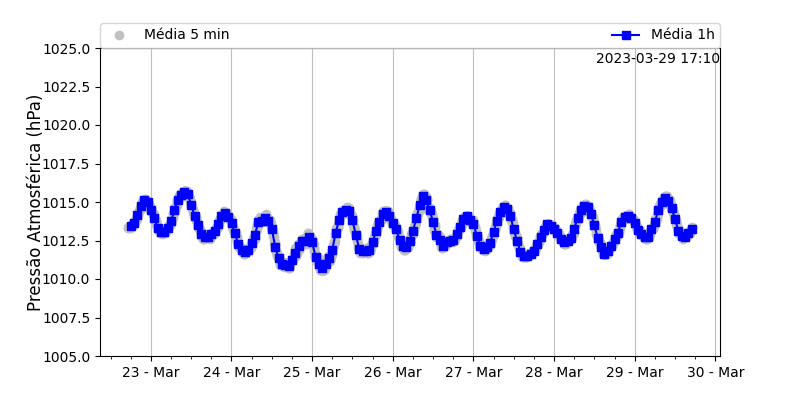 Média 5 min
Média 1h
2023-03-29 17:10
Pressão Atmosférica (hPa)
1025.0
1022.5
1020.0
1017.5
1015.0
1012.5
1010.0
1007.5
1005.0
23 - Mar
24 - Mar
25 - Mar
26 - Mar
27 - Mar
28 - Mar
29 - Mar
30 - Mar